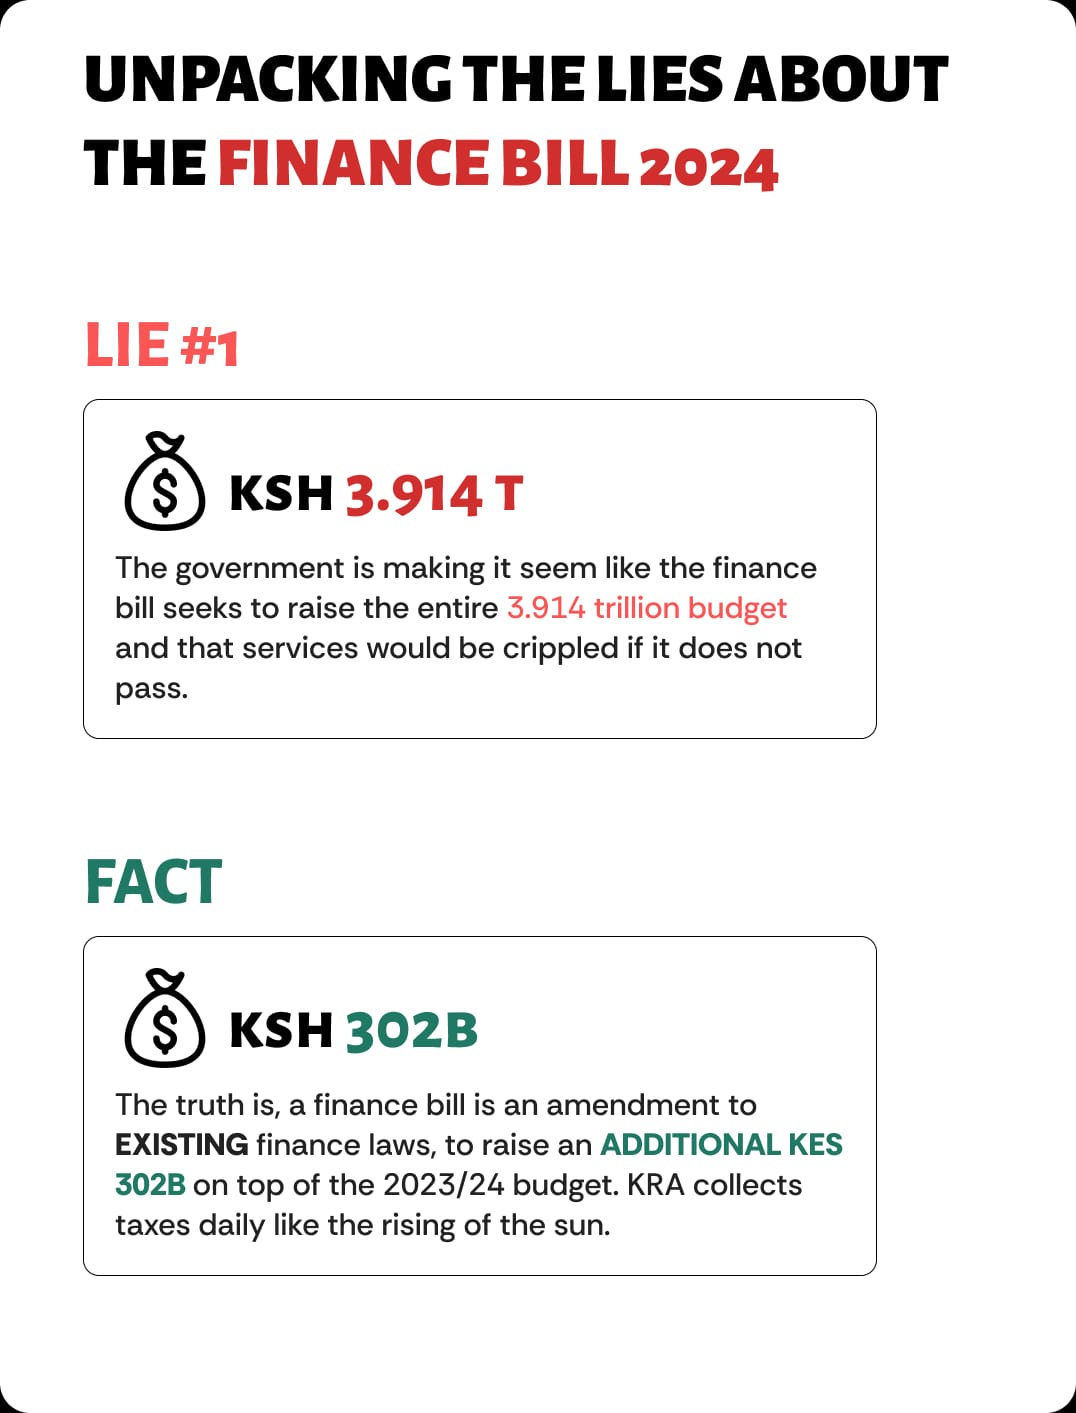 UNPACKING THE LIES ABOUT
THE FINANCE BILL 2024
LIE #1
$
KSH 3.914 T
The government is making it seem like the finance
bill seeks to raise the entire 3.914 trillion budget
and that services would be crippled if it does not
pass.
FACT
$
KSH 302B
The truth is, a finance bill is an amendment to
EXISTING finance laws, to raise an ADDITIONAL KES
302B on top of the 2023/24 budget. KRA collects
taxes daily like the rising of the sun.